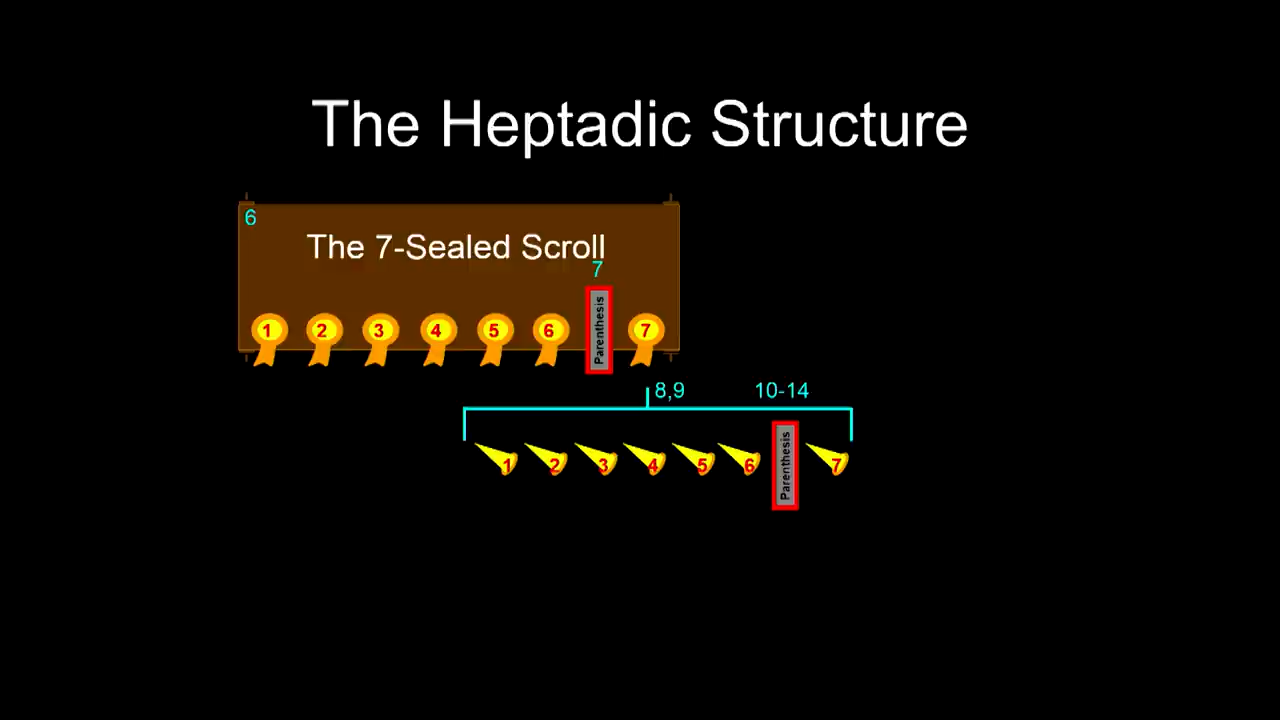 The Heptadic Structure
6
The 7-Sealed Scroll
7
1 2 3 4 5 6 Parenthesis 7
8,9 10-14
1 2 3 4 5 6 Parenthesis 7